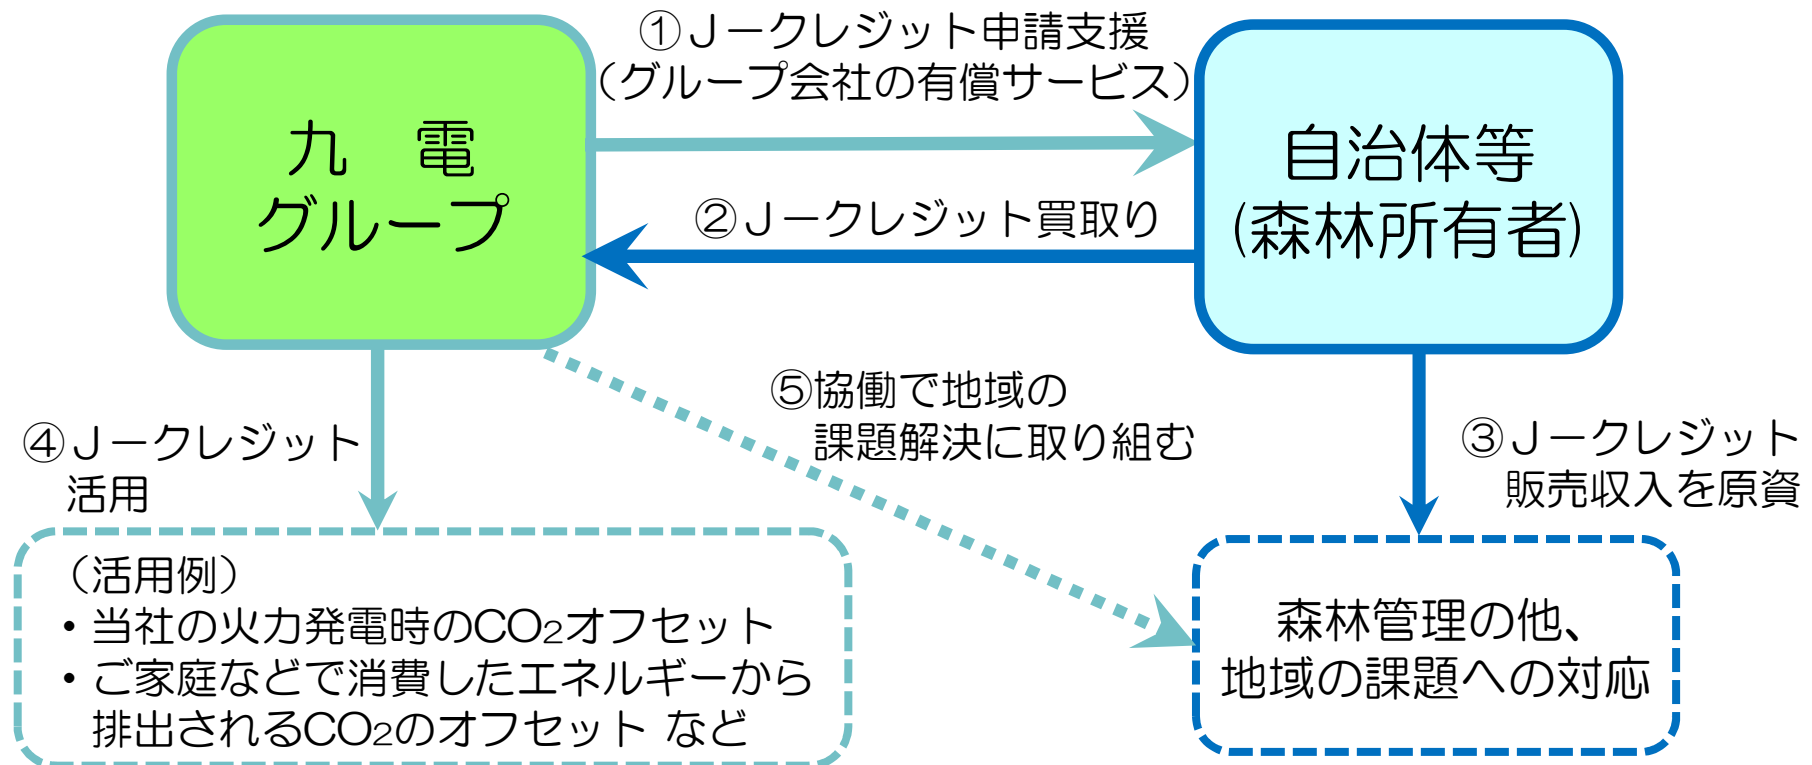 ①Ｊークレジット申請支援
（グループ会社の有償サービス）
九　電
グループ
自治体等
(森林所有者)
②Ｊークレジット買取り
⑤協働で地域の
課題解決に取り組む
④Ｊークレジット
活用
③Ｊークレジット
販売収入を原資
（活用例）
・当社の火力発電時のCO₂オフセット
・ご家庭などで消費したエネルギーから
排出されるCO₂のオフセット など
森林管理の他、
地域の課題への対応